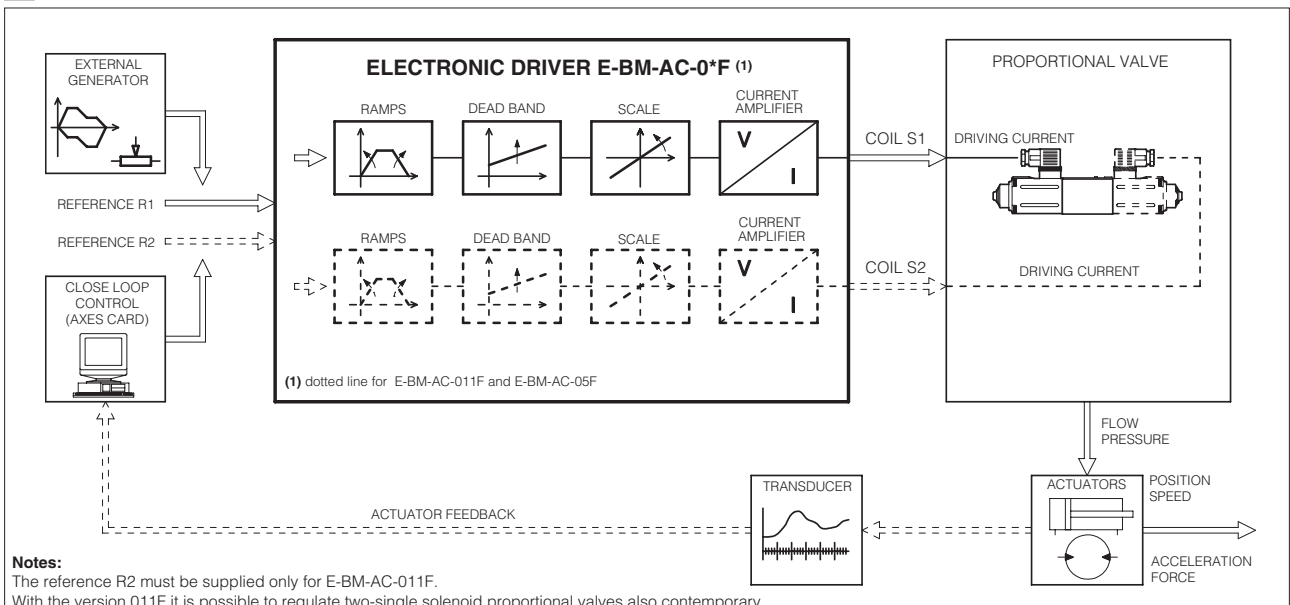 ELECTRONIC DRIVER E-BM-AC-0*F (1)
EXTERNAL
GENERATOR
REFERENCE R1
REFERENCE R2
CLOSE LOOP
CONTROL
(AXES CARD)
RAMPS
DEAD BAND
SCALE
CURRENT
AMPLIFIER
V
I
RAMPS
DEAD BAND
SCALE
CURRENT
AMPLIFIER
V
I
(1) dotted line for E-BM-AC-011F and E-BM-AC-05F
COIL S1
COIL S2
PROPORTIONAL VALVE
DRIVING CURRENT
DRIVING CURRENT
FLOW
PRESSURE
ACTUATORS
POSITION
SPEED
ACCELERATION
FORCE
TRANSDUCER
ACTUATOR FEEDBACK
Notes:
The reference R2 must be supplied only for E-BM-AC-011F.
With the version 011F it is possible to regulate two-single solenoid proportional valves also contemporary